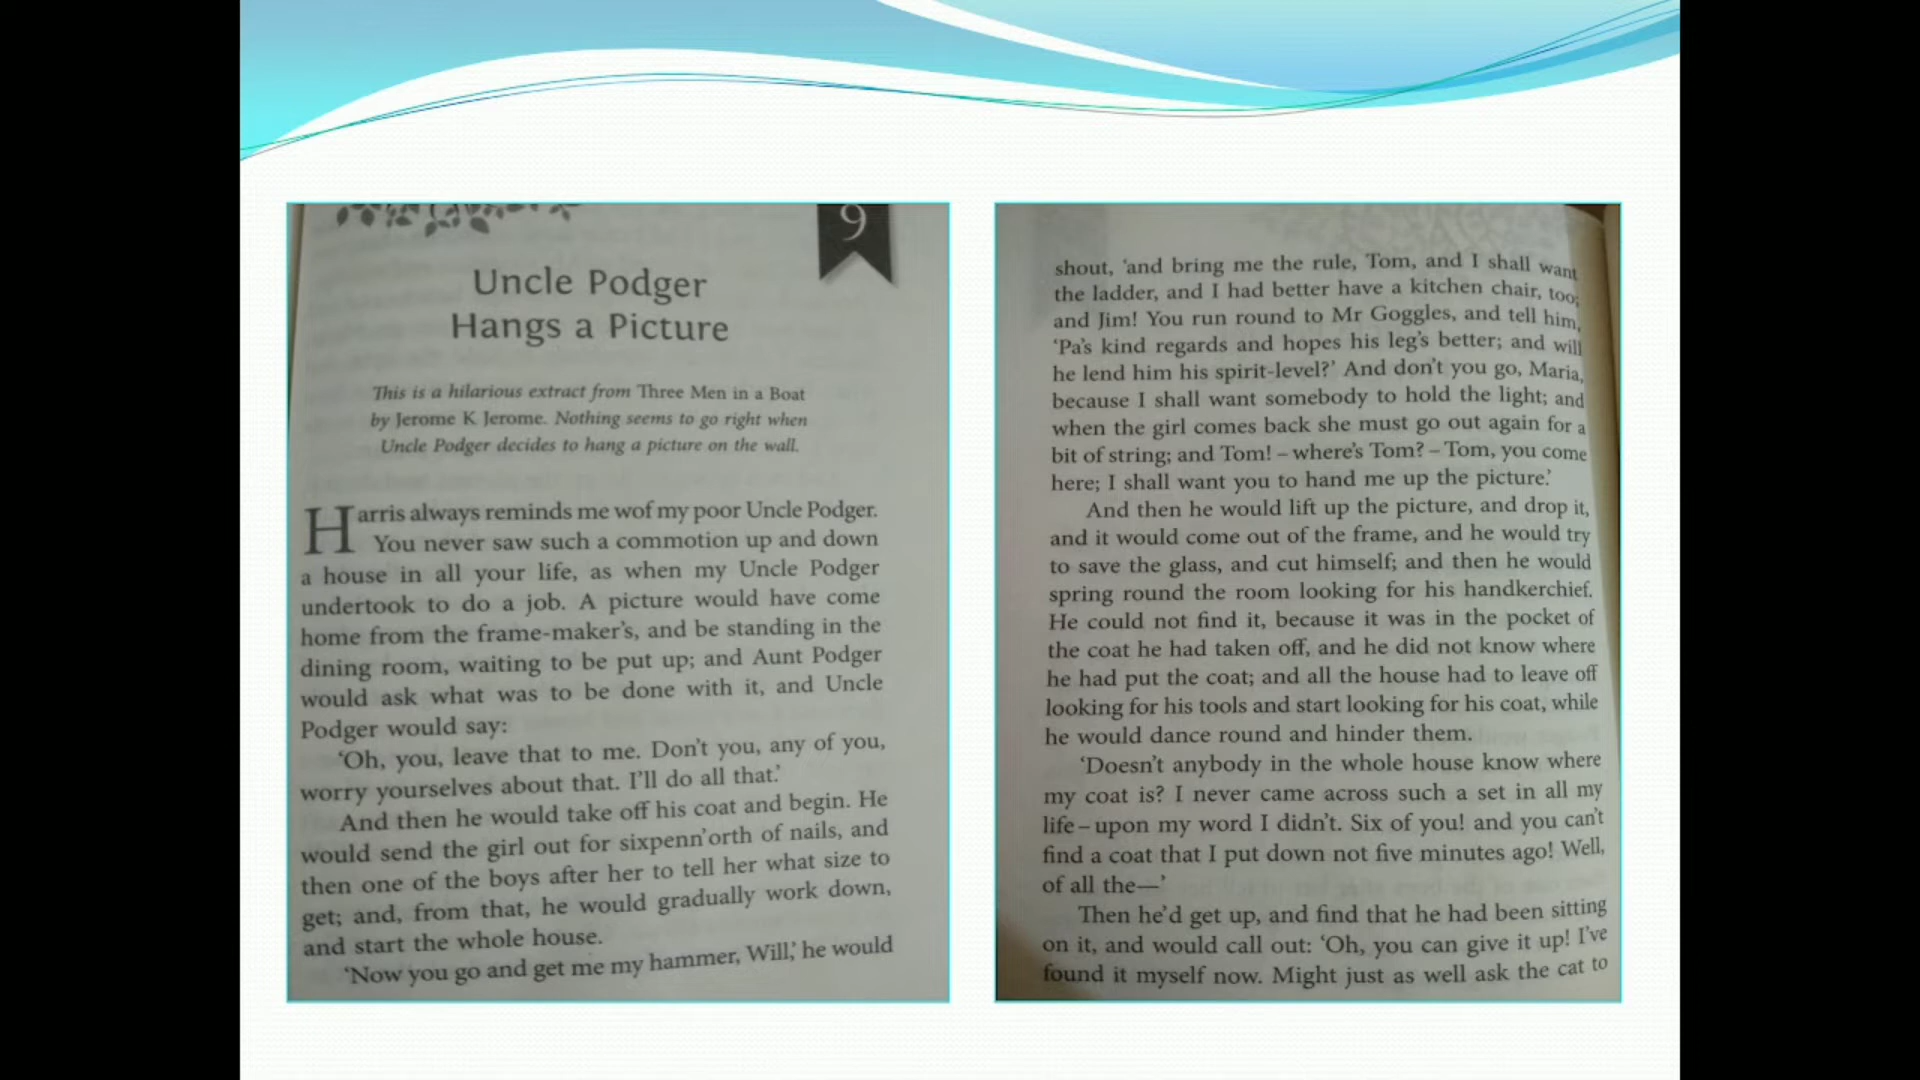 9
Uncle Podger
Hangs a Picture
This is a hilarious extract from Three Men in a Boat
by Jerome K Jerome. Nothing seems to go right when
Uncle Podger decides to hang a picture on the wall.
Harris always reminds me wof my poor Uncle Podger.
You never saw such a commotion up and down
a house in all your life, as when my Uncle Podger
undertook to do a job. A picture would have come
home from the frame-maker's, and be standing in the
dining room, waiting to be put up; and Aunt Podger
would ask what was to be done with it, and Uncle
Podger would say:
'Oh, you, leave that to me. Don't you, any of you,
worry yourselves about that. I'll do all that.'
And then he would take off his coat and begin. He
would send the girl out for sixpenn'orth of nails, and
then one of the boys after her to tell her what size to
get; and, from that, he would gradually work down,
and start the whole house.
'Now you go and get me my hammer, Will,' he would
shout, 'and bring me the rule, Tom, and I shall want
the ladder, and I had better have a kitchen chair, too;
and Jim! You run round to Mr Goggles, and tell him,
'Pa's kind regards and hopes his leg's better; and will
he lend him his spirit-level?' And don't you go, Maria,
because I shall want somebody to hold the light; and
when the girl comes back she must go out again for a
bit of string; and Tom! – where's Tom? – Tom, you come
here; I shall want you to hand me up the picture.'
And then he would lift up the picture, and drop it,
and it would come out of the frame, and he would try
to save the glass, and cut himself; and then he would
spring round the room looking for his handkerchief.
He could not find it, because it was in the pocket of
the coat he had taken off, and he did not know where
he had put the coat; and all the house had to leave off
looking for his tools and start looking for his coat, while
he would dance round and hinder them.
'Doesn't anybody in the whole house know where
my coat is? I never came across such a set in all my
life – upon my word I didn't. Six of you! and you can't
find a coat that I put down not five minutes ago! Well,
of all the—'
Then he'd get up, and find that he had been sitting
on it, and would call out: 'Oh, you can give it up! I've
found it myself now. Might just as well ask the cat to